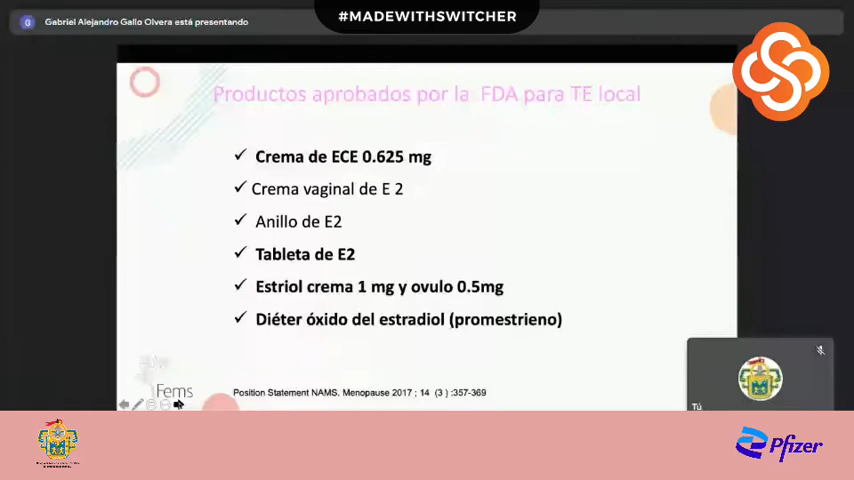 #MADEWITHSWITCHER
G Gabriel Alejandro Gallo Olvera está presentando
Productos aprobados por la FDA para TE local
✓ Crema de ECE 0.625 mg
✓ Crema vaginal de E 2
✓ Anillo de E2
✓ Tableta de E2
✓ Estriol crema 1 mg y ovulo 0.5mg
✓ Diéter óxido del estradiol (promestrieno)
Fems
Position Statement NAMS. Menopause 2017 ; 14 (3 ) :357-369
Tú
Pfizer